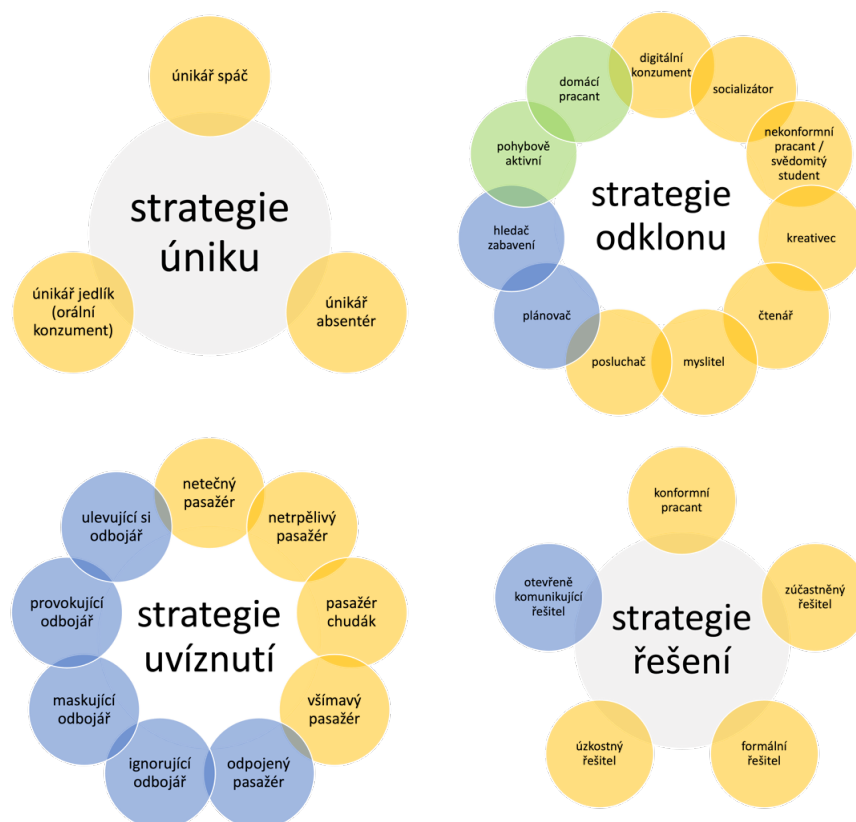 únikář spáč
strategie
úniku
únikář jedlík
(orální
konzument)
únikář
absentér
digitální
konzument
socializátor
nekonformní
pracant /
svědomitý
student
kreativec
čtenář
myslitel
posluchač
plánovač
hledač
zabavení
pohybově
aktivní
domácí
pracant
strategie
odklonu
netečný
pasažér
netrpělivý
pasažér
pasažér
chudák
všímavý
pasažér
odpojený
pasažér
ignorující
odbojář
maskující
odbojář
provokující
odbojář
ulevující si
odbojář
strategie
uvíznutí
konformní
pracant
zúčastněný
řešitel
formální
řešitel
úzkostný
řešitel
otevřeně
komunikující
řešitel
strategie
řešení